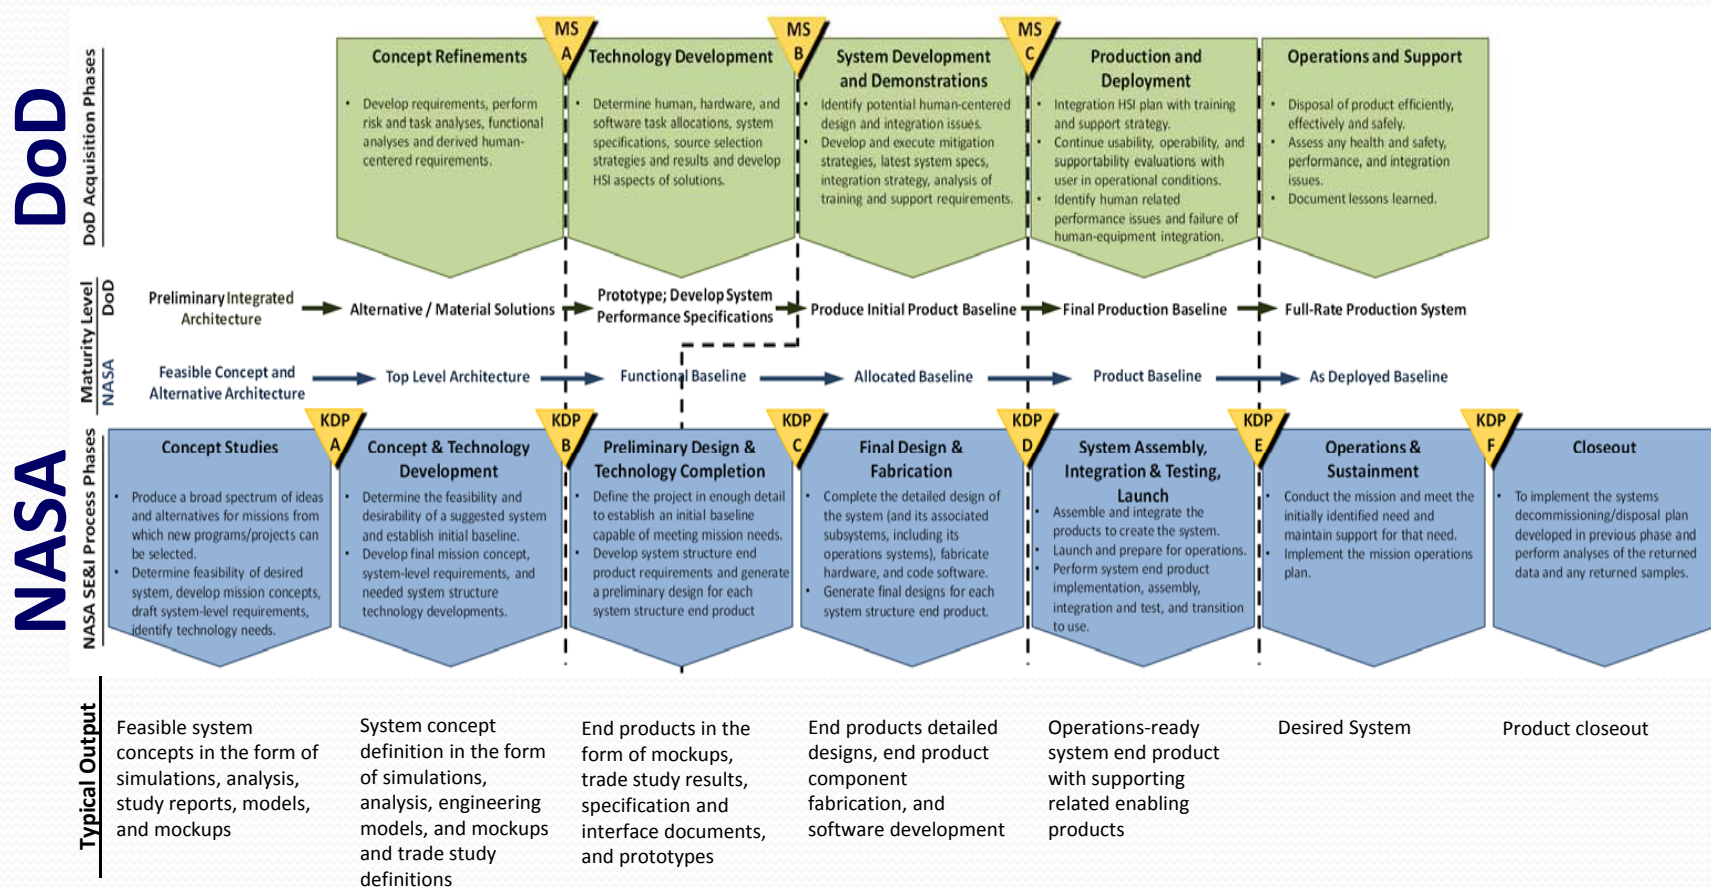 DoD
DoD Acquisition Phases
MS
A
MS
B
MS
C
Concept Refinements
• Develop requirements, perform
risk and task analyses, functional
analyses and derived human-
centered requirements.
Technology Development
• Determine human, hardware, and
software task allocations, system
specifications, source selection
strategies and results and develop
HSI aspects of solutions.
System Development
and Demonstrations
• Identify potential human-centered
design and integration issues.
• Develop and execute mitigation
strategies, latest system specs,
integration strategy, analysis of
training and support requirements.
Production and
Deployment
• Integration HSI plan with training
and support strategy.
• Continue usability, operability, and
supportability evaluations with
user in operational conditions.
• Identify human related
performance issues and failure of
human-equipment integration.
Operations and Support
• Disposal of product efficiently,
effectively and safely.
• Assess any health and safety,
performance, and integration
issues.
• Document lessons learned.
Maturity Level
DoD
Preliminary Integrated
Architecture
Alternative / Material Solutions
Prototype; Develop System
Performance Specifications
Produce Initial Product Baseline
Final Production Baseline
Full-Rate Production System
NASA
Feasible Concept and
Alternative Architecture
Top Level Architecture
Functional Baseline
Allocated Baseline
Product Baseline
As Deployed Baseline
NASA
NASA SE&I Process Phases
KDP
A
KDP
B
KDP
C
KDP
D
KDP
E
KDP
F
Concept Studies
• Produce a broad spectrum of ideas
and alternatives for missions from
which new programs/projects can
be selected.
• Determine feasibility of desired
system, develop mission concepts,
draft system-level requirements,
identify technology needs.
Concept & Technology
Development
• Determine the feasibility and
desirability of a suggested system
and establish initial baseline.
• Develop final mission concept,
system-level requirements, and
needed system structure
technology developments.
Preliminary Design &
Technology Completion
• Define the project in enough detail
to establish an initial baseline
capable of meeting mission needs.
• Develop system structure end
product requirements and generate
a preliminary design for each
system structure end product
Final Design &
Fabrication
• Complete the detailed design of
the system (and its associated
subsystems, including its
operations systems), fabricate
hardware, and code software.
• Generate final designs for each
system structure end product.
System Assembly,
Integration & Testing,
Launch
• Assemble and integrate the
products to create the system.
• Launch and prepare for operations.
• Perform system end product
implementation, assembly,
integration and test, and transition
to use.
Operations &
Sustainment
• Conduct the mission and meet the
initially identified need and
maintain support for that need.
• Implement the mission operations
plan.
Closeout
• To implement the systems
decommissioning/disposal plan
developed in previous phase and
perform analyses of the returned
data and any returned samples.
Typical Output
Feasible system
concepts in the form of
simulations, analysis,
study reports, models,
and mockups
System concept
definition in the form
of simulations,
analysis, engineering
models, and mockups
and trade study
definitions
End products in the
form of mockups,
trade study results,
specification and
interface documents,
and prototypes
End products detailed
designs, end product
component
fabrication, and
software development
Operations-ready
system end product
with supporting
related enabling
products
Desired System
Product closeout